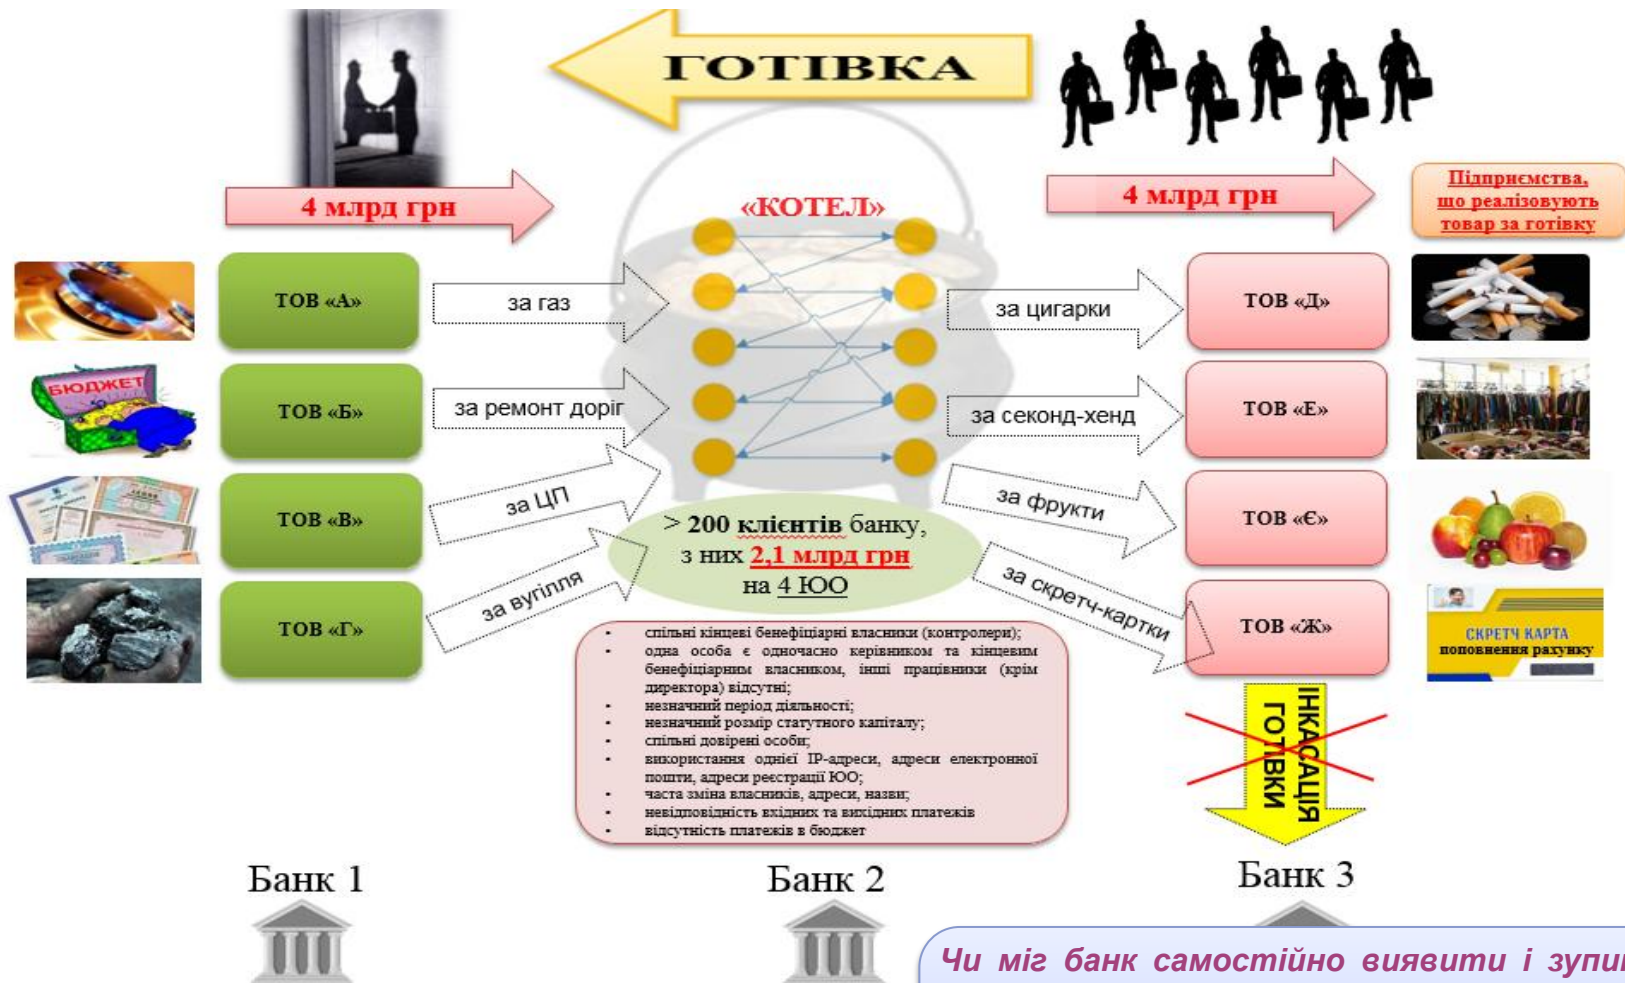 ГОТІВКА
4 млрд грн
«КОТЕЛ»
4 млрд грн
Підприємства,
що реалізовують
товар за готівку
ТОВ «А»
за газ
за цигарки
ТОВ «Д»
БЮДЖЕТ
ТОВ «Б»
за ремонт доріг
за секонд-хенд
ТОВ «Е»
ТОВ «В»
за ЦП
за фрукти
ТОВ «Є»
> 200 клієнтів банку,
з них 2,1 млрд грн
на 4 ЮО
ТОВ «Г»
за вугілля
за скретч-картки
ТОВ «Ж»
СКРЕТЧ КАРТА
поповнення рахунку
• спільні кінцеві бенефіціарні власники (контролери);
• одна особа є одночасно керівником та кінцевим
бенефіціарним власником, інші працівники (крім
директора) відсутні;
• незначний період діяльності;
• незначний розмір статутного капіталу;
• спільні довірені особи;
• використання однієї IP-адреси, адреси електронної
пошти, адреси реєстрації ЮО;
• часта зміна власників, адреси, назви;
• невідповідність вхідних та вихідних платежів
• відсутність платежів в бюджет
ІНКАСАЦІЯ
ГОТІВКИ
Банк 1
Банк 2
Банк 3
Чи міг банк самостійно виявити і зупи